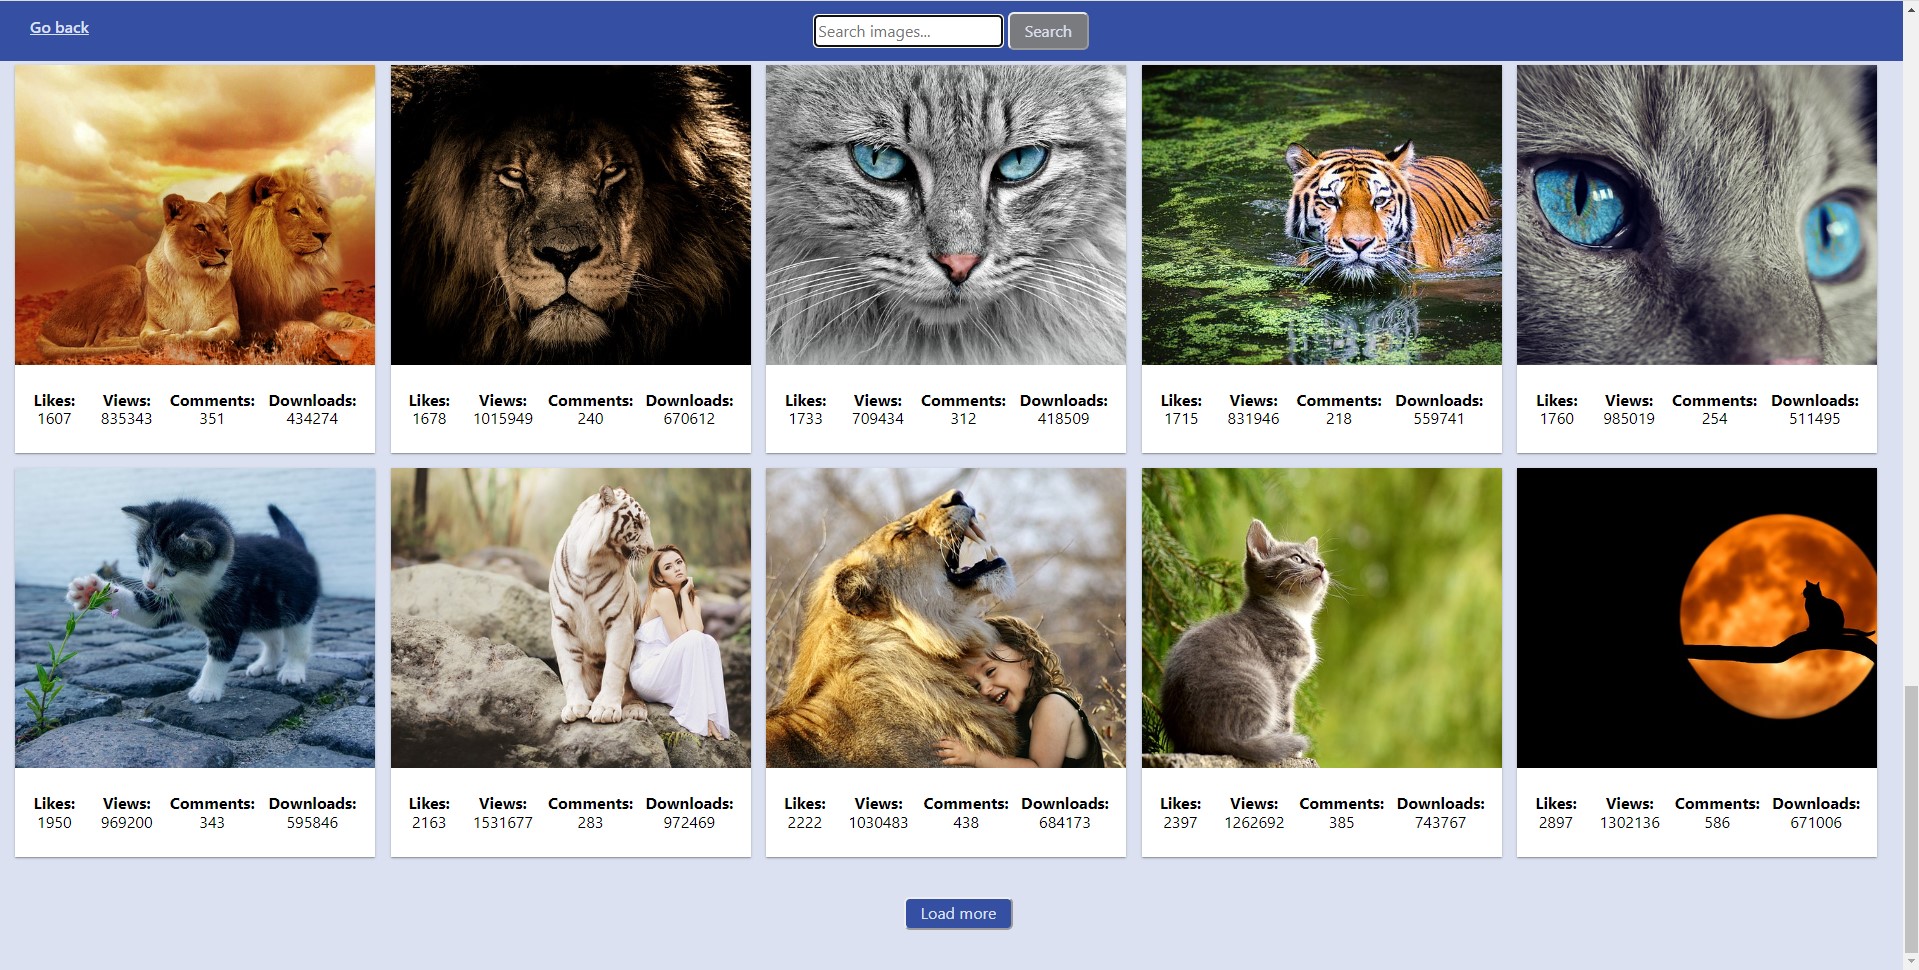 Go back
Search images...
Search
Likes: Views: Comments: Downloads:
1607 835343 351 434274
Likes: Views: Comments: Downloads:
1678 1015949 240 670612
Likes: Views: Comments: Downloads:
1733 709434 312 418509
Likes: Views: Comments: Downloads:
1715 831946 218 559741
Likes: Views: Comments: Downloads:
1760 985019 254 511495
Likes: Views: Comments: Downloads:
1950 969200 343 595846
Likes: Views: Comments: Downloads:
2163 1531677 283 972469
Likes: Views: Comments: Downloads:
2222 1030483 438 684173
Likes: Views: Comments: Downloads:
2397 1262692 385 743767
Likes: Views: Comments: Downloads:
2897 1302136 586 671006
Load more